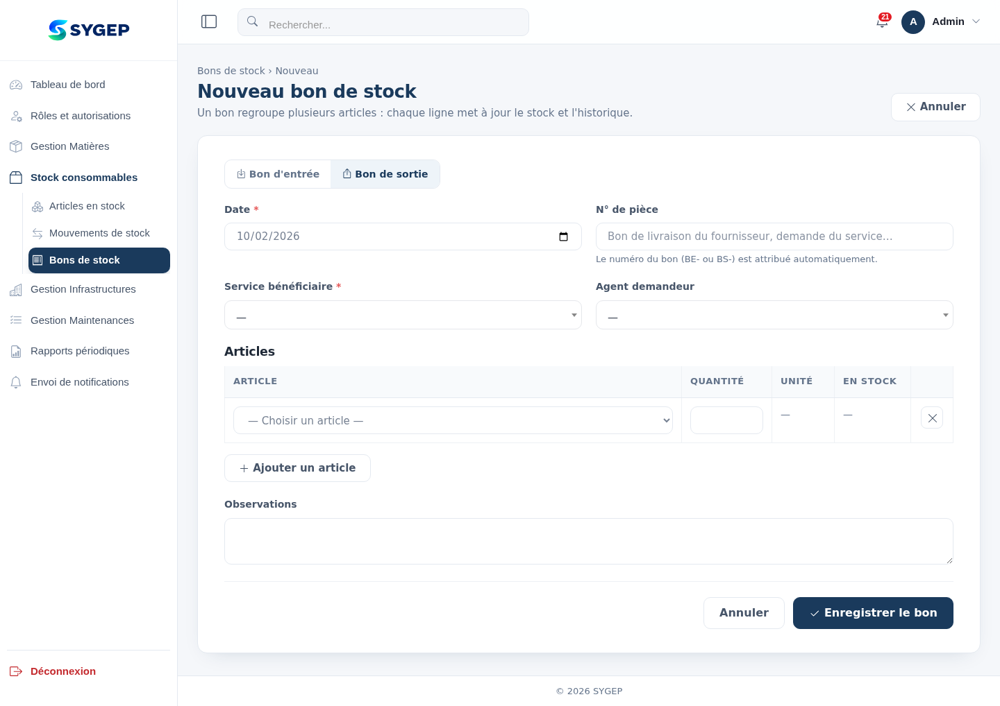 SYGEP
Rechercher...
21
A
Admin
Tableau de bord
Rôles et autorisations
Gestion Matières
Stock consommables
Articles en stock
Mouvements de stock
Bons de stock
Gestion Infrastructures
Gestion Maintenances
Rapports périodiques
Envoi de notifications
Déconnexion
Bons de stock › Nouveau
Nouveau bon de stock
Un bon regroupe plusieurs articles : chaque ligne met à jour le stock et l'historique.
Annuler
Bon d'entrée
Bon de sortie
Date *
N° de pièce
10/02/2026
Bon de livraison du fournisseur, demande du service…
Le numéro du bon (BE- ou BS-) est attribué automatiquement.
Service bénéficiaire *
Agent demandeur
—
—
Articles
ARTICLE QUANTITÉ UNITÉ EN STOCK
— Choisir un article — — —
Ajouter un article
Observations
Annuler
Enregistrer le bon
© 2026 SYGEP